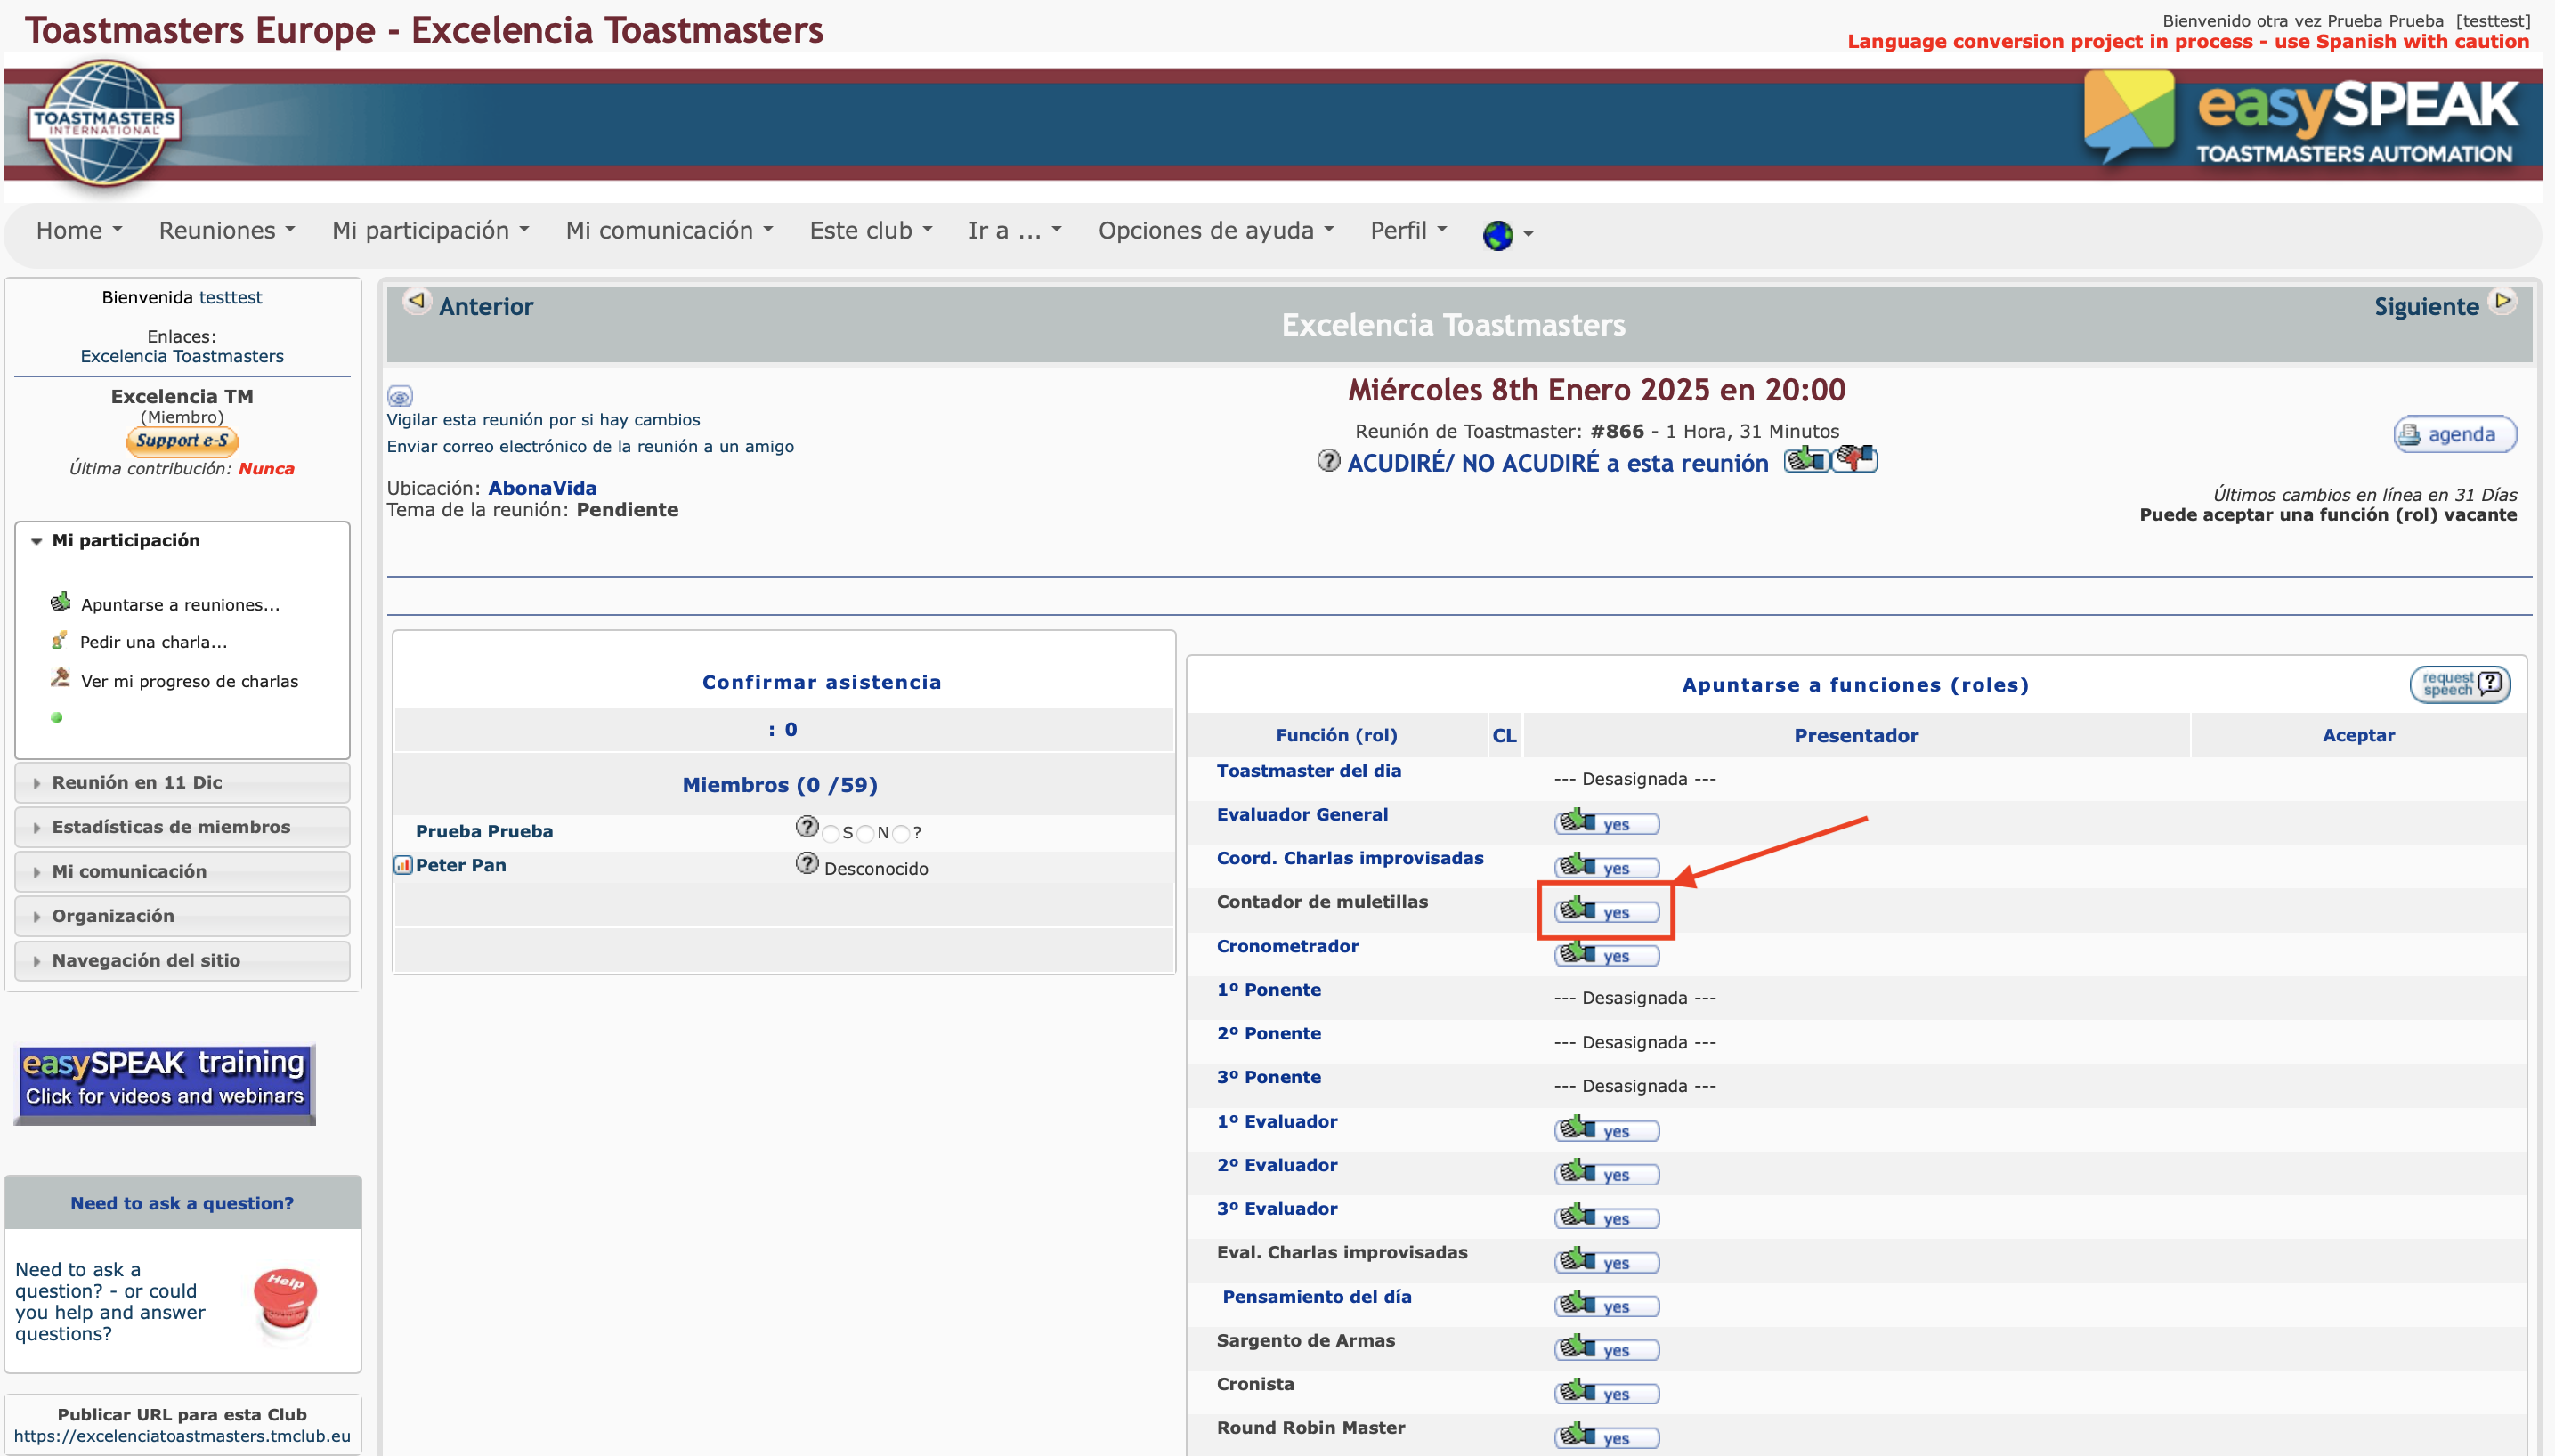 Toastmasters Europe - Excelencia Toastmasters
Bienvenido otra vez Prueba Prueba [testtest]
Language conversion project in process - use Spanish with caution
TOASTMASTERS
INTERNATIONAL
easySPEAK
TOASTMASTERS AUTOMATION
Home Reuniones Mi participación Mi comunicación Este club Ir a ... Opciones de ayuda Perfil
Bienvenida testtest
Enlaces:
Excelencia Toastmasters
Excelencia TM
(Miembro)
Support e-S
Última contribución: Nunca
Mi participación
Apuntarse a reuniones...
Pedir una charla...
Ver mi progreso de charlas
Reunión en 11 Dic
Estadísticas de miembros
Mi comunicación
Organización
Navegación del sitio
easySPEAK training
Click for videos and webinars
Need to ask a question?
Need to ask a
question? - or could
you help and answer
questions?
Help
Publicar URL para esta Club
https://excelenciatoastmasters.tmclub.eu
Anterior
Excelencia Toastmasters
Siguiente
Vigilar esta reunión por si hay cambios
Enviar correo electrónico de la reunión a un amigo
Ubicación: AbonaVida
Tema de la reunión: Pendiente
Miércoles 8th Enero 2025 en 20:00
Reunión de Toastmaster: #866 - 1 Hora, 31 Minutos
? ACUDIRÉ/ NO ACUDIRÉ a esta reunión
agenda
Últimos cambios en línea en 31 Días
Puede aceptar una función (rol) vacante
Confirmar asistencia
: 0
Miembros (0 /59)
Prueba Prueba ? S N ?
Peter Pan ? Desconocido
Apuntarse a funciones (roles)
request
speech ?
Función (rol) CL Presentador Aceptar
Toastmaster del dia --- Desasignada ---
Evaluador General yes
Coord. Charlas improvisadas yes
Contador de muletillas yes
Cronometrador yes
1º Ponente --- Desasignada ---
2º Ponente --- Desasignada ---
3º Ponente --- Desasignada ---
1º Evaluador yes
2º Evaluador yes
3º Evaluador yes
Eval. Charlas improvisadas yes
Pensamiento del día yes
Sargento de Armas yes
Cronista yes
Round Robin Master yes